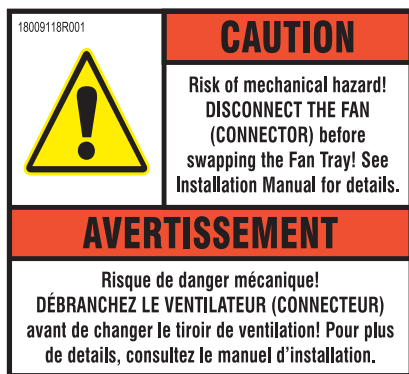 18009118R001
CAUTION
Risk of mechanical hazard!
DISCONNECT THE FAN
(CONNECTOR) before
swapping the Fan Tray! See
Installation Manual for details.
AVERTISSEMENT
Risque de danger mécanique!
DÉBRANCHEZ LE VENTILATEUR (CONNECTEUR)
avant de changer le tiroir de ventilation! Pour plus
de details, consultez le manuel d'installation.